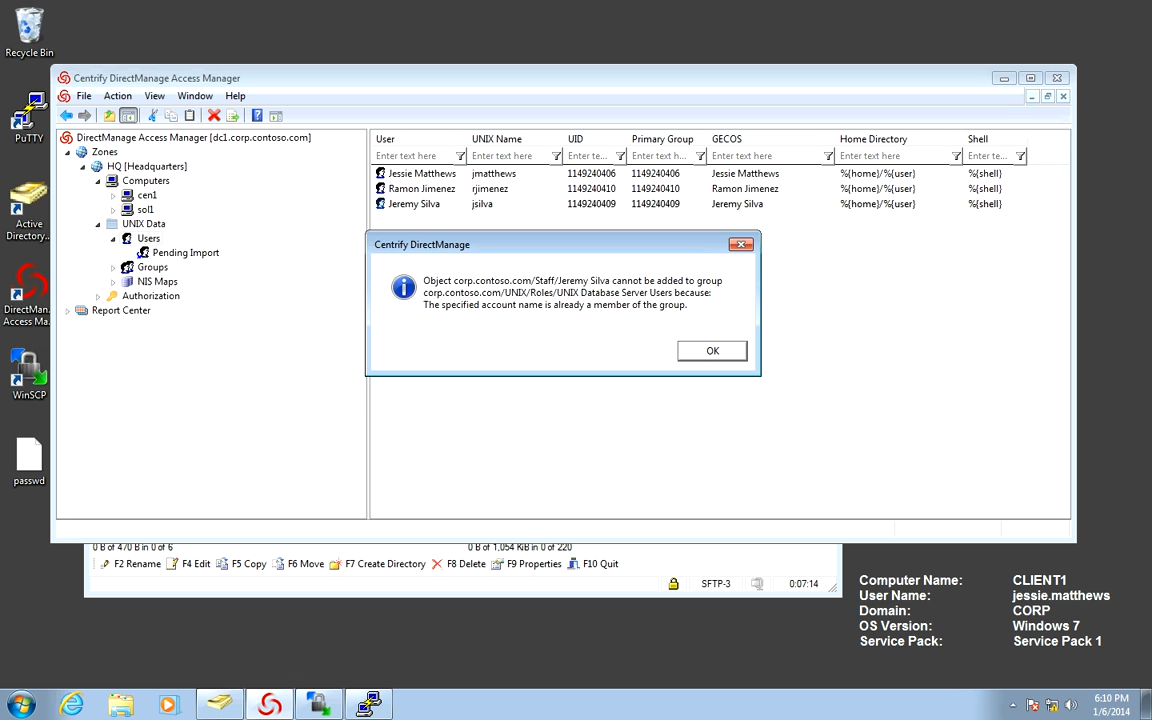 Recycle Bin
PuTTY
Active
Directory...
DirectMan...
Access Ma...
WinSCP
passwd
Centrify DirectManage Access Manager
File Action View Window Help
DirectManage Access Manager [dc1.corp.contoso.com]
Zones
HQ [Headquarters]
Computers
cen1
sol1
UNIX Data
Users
Pending Import
Groups
NIS Maps
Authorization
Report Center
User UNIX Name UID Primary Group GECOS Home Directory Shell
Enter text here Enter text here Enter te... Enter text h... Enter text here Enter text here Enter te...
Jessie Matthews jmatthews 1149240406 1149240406 Jessie Matthews %{home}/%{user} %{shell}
Ramon Jimenez rjimenez 1149240410 1149240410 Ramon Jimenez %{home}/%{user} %{shell}
Jeremy Silva jsilva 1149240409 1149240409 Jeremy Silva %{home}/%{user} %{shell}
Centrify DirectManage
Object corp.contoso.com/Staff/Jeremy Silva cannot be added to group
corp.contoso.com/UNIX/Roles/UNIX Database Server Users because:
The specified account name is already a member of the group.
OK
0 B of 470 B in 0 of 6 0 B of 1,054 KiB in 0 of 220
F2 Rename F4 Edit F5 Copy F6 Move F7 Create Directory F8 Delete F9 Properties F10 Quit
SFTP-3 0:07:14
Computer Name: CLIENT1
User Name: jessie.matthews
Domain: CORP
OS Version: Windows 7
Service Pack: Service Pack 1
6:10 PM
1/6/2014